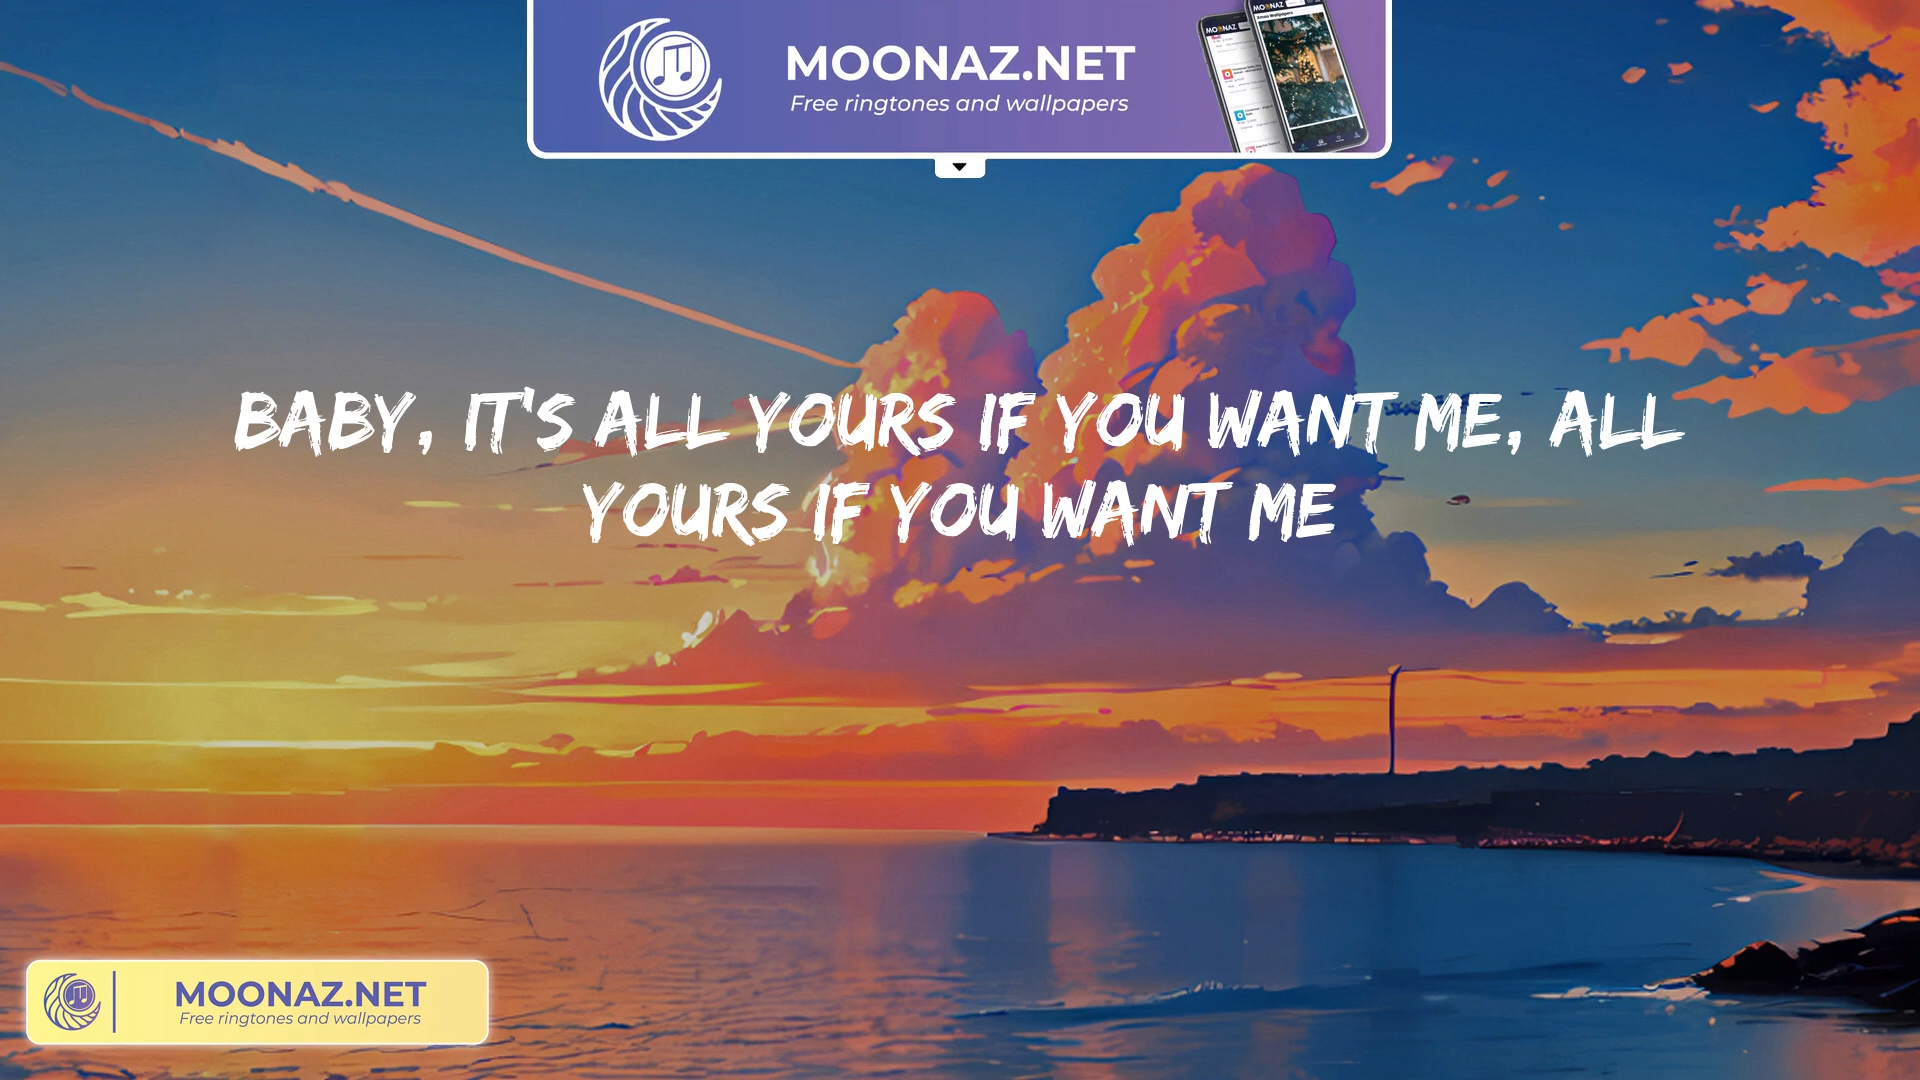 MOONAZ.NET
Free ringtones and wallpapers
BABY, IT'S ALL YOURS IF YOU WANT ME, ALL
YOURS IF YOU WANT ME
MOONAZ.NET
Free ringtones and wallpapers